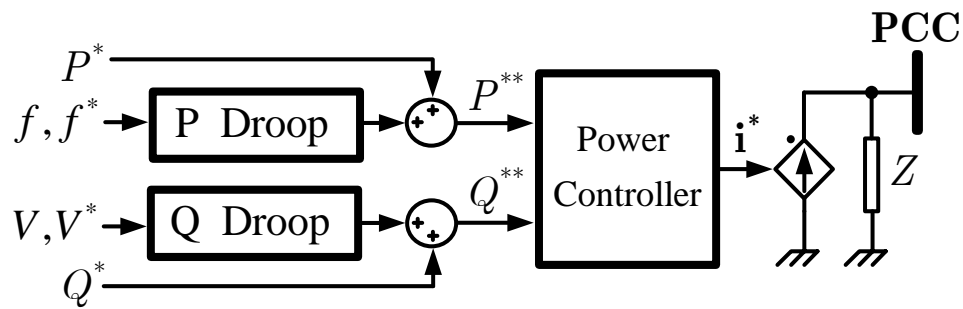 PCC
P*
P**
f, f*
P Droop
+
+
Power
Controller
i*
Z
Q**
V, V*
Q Droop
+
+
Q*